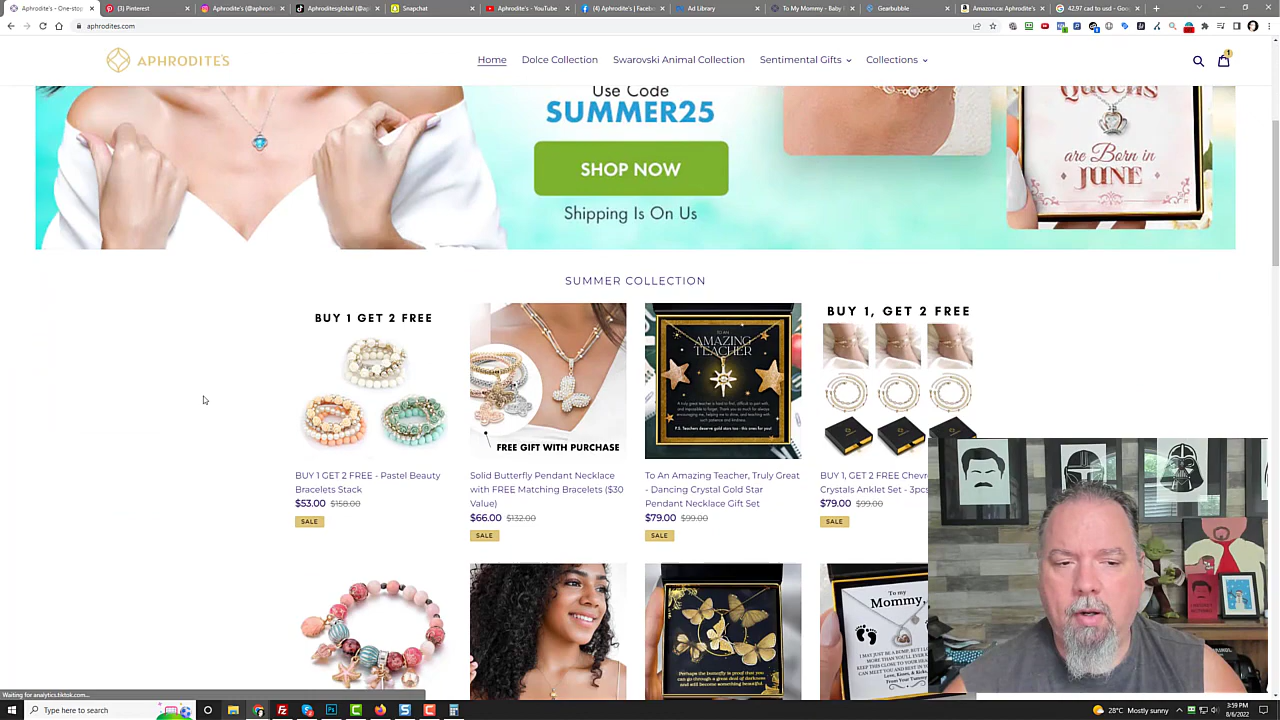 Aphrodite's - One-stop
(3) Pinterest
Instagram (@aphrod
Aphroditesglobal (@ap
Snapchat
Aphrodite's - YouTube
(4) Aphrodite's | Facebo
Ad Library
To My Mommy - Baby
Gearbubble
Amazon.ca: Aphrodite's
42.97 cad to usd - Goo
aphrodites.com
APHRODITE'S
Home
Dolce Collection
Swarovski Animal Collection
Sentimental Gifts
Collections
1
Use Code
SUMMER25
SHOP NOW
Shipping Is On Us
QUEENS
are Born in
JUNE
SUMMER COLLECTION
BUY 1 GET 2 FREE
FREE GIFT WITH PURCHASE
TO AN
AMAZING
TEACHER
BUY 1, GET 2 FREE
BUY 1 GET 2 FREE - Pastel Beauty
Bracelets Stack
$53.00 $158.00
SALE
Solid Butterfly Pendant Necklace
with FREE Matching Bracelets ($30
Value)
$66.00 $132.00
SALE
To An Amazing Teacher, Truly Great
- Dancing Crystal Gold Star
Pendant Necklace Gift Set
$79.00 $99.00
SALE
BUY 1, GET 2 FREE Chevr
Crystals Anklet Set - 3pcs
$79.00 $99.00
SALE
To my
Mommy,
Waiting for analytics.tiktok.com...
Type here to search
28°C Mostly sunny
3:59 PM
8/6/2022